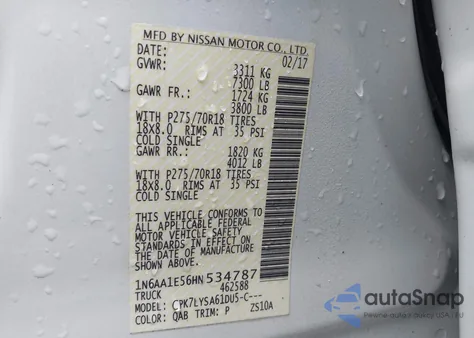 MFD BY NISSAN MOTOR CO., LTD.
DATE: 02/17
GVWR: 3311 KG
7300 LB
GAWR FR.: 1724 KG
3800 LB
WITH P275/70R18 TIRES
18X8.0 RIMS AT 35 PSI
COLD SINGLE
GAWR RR.: 1820 KG
4012 LB
WITH P275/70R18 TIRES
18X8.0 RIMS AT 35 PSI
COLD SINGLE
THIS VEHICLE CONFORMS TO
ALL APPLICABLE U.S. FEDERAL
MOTOR VEHICLE SAFETY
STANDARDS IN EFFECT ON
THE DATE OF MANUFACTURE
SHOWN ABOVE.
1N6AA1E56HN534787
TRUCK 462588
MODEL: CPK7LYSA61DU5-C---
COLOR: QAB TRIM: P ZS10A
autoSnap